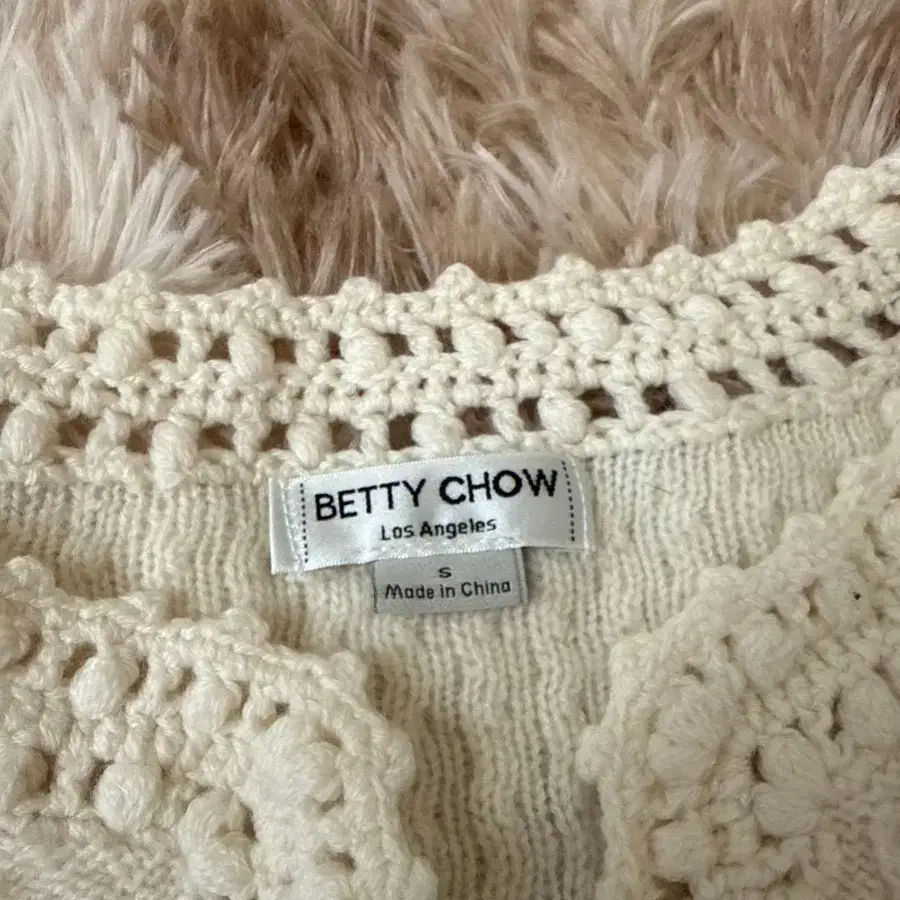 BETTY CHOW
Los Angeles
S
Made in China